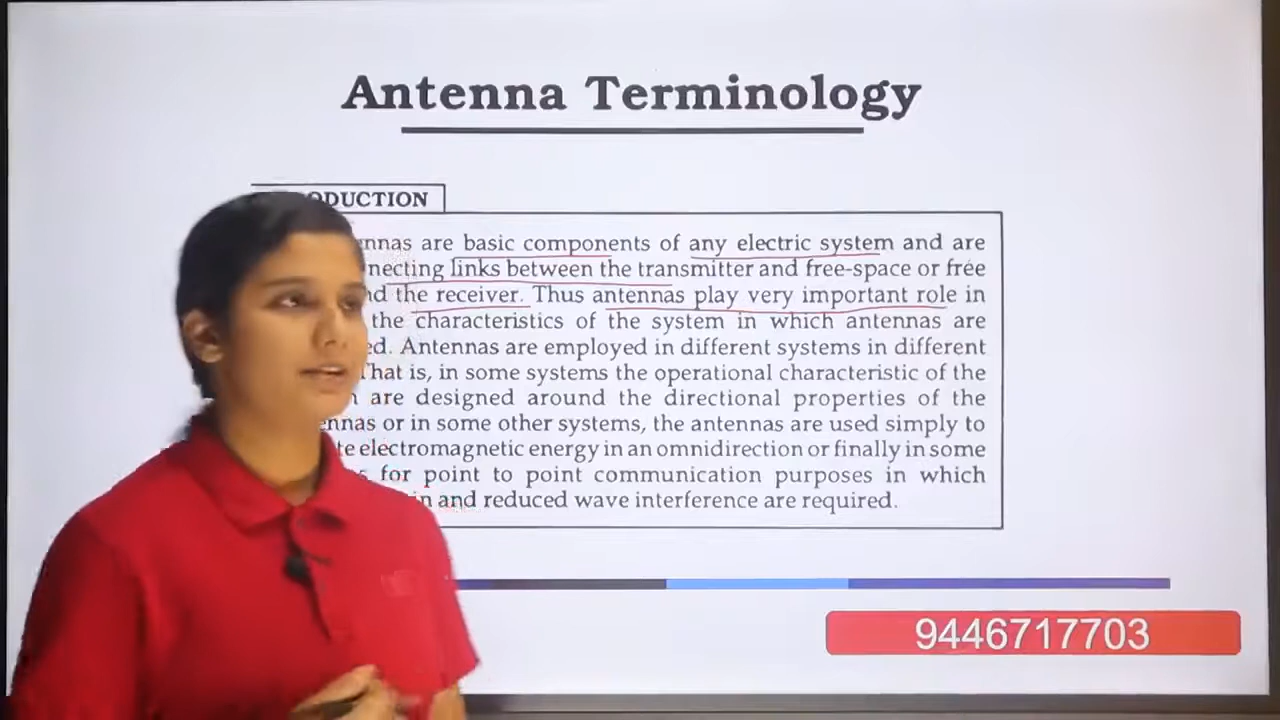 Antenna Terminology
ODUCTION
nnas are basic components of any electric system and are
necting links between the transmitter and free-space or free
d the receiver. Thus antennas play very important role in
the characteristics of the system in which antennas are
ed. Antennas are employed in different systems in different
That is, in some systems the operational characteristic of the
are designed around the directional properties of the
ennas or in some other systems, the antennas are used simply to
te electromagnetic energy in an omnidirection or finally in some
for point to point communication purposes in which
in and reduced wave interference are required.
9446717703